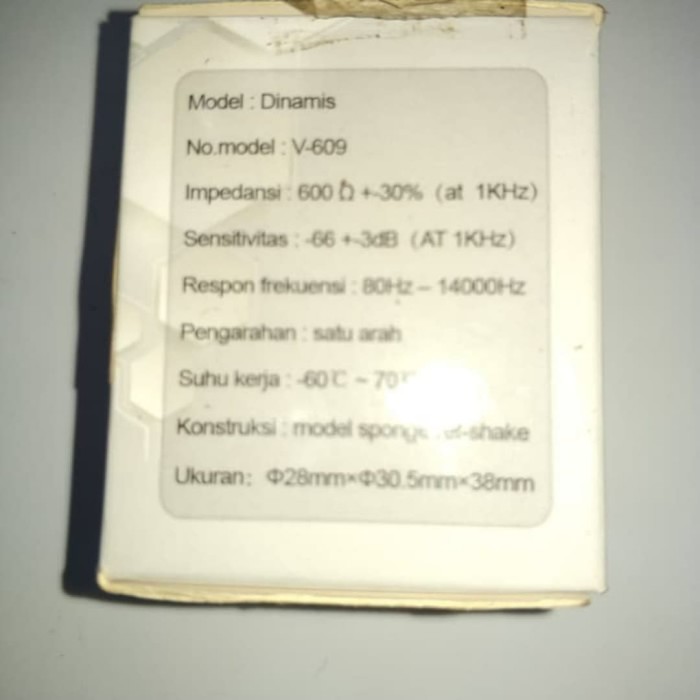 Model : Dinamis
No.model : V-609
Impedansi : 600 Ω +-30% (at 1KHz)
Sensitivitas : -66 +-3dB (AT 1KHz)
Respon frekuensi : 80Hz – 14000Hz
Pengarahan : satu arah
Suhu kerja : -60℃ ~ 70
Konstruksi : model -shake
Ukuran: Φ28mm×Φ30.5mm×38mm